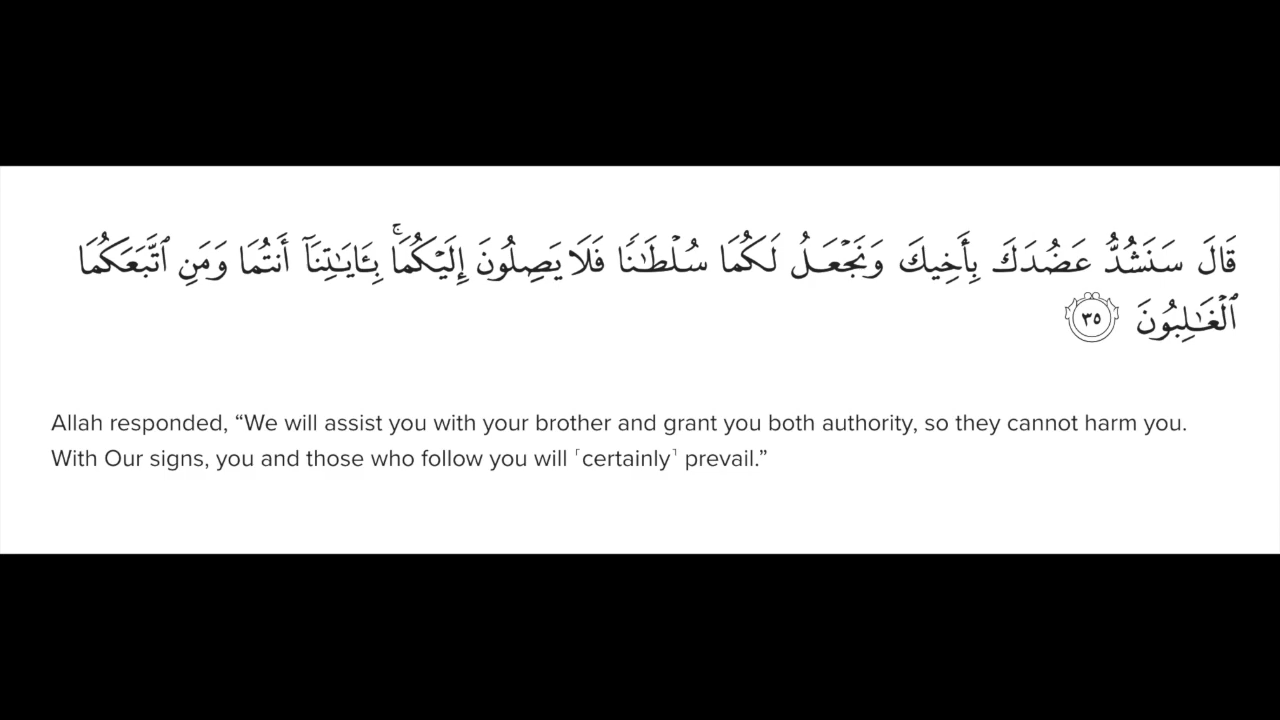 قَالَ سَنَشُدُّ عَضُدَكَ بِأَخِيكَ وَنَجْعَلُ لَكُمَا سُلْطَـٰنًا فَلَا يَصِلُونَ إِلَيْكُمَا ۚ بِـَٔايَـٰتِنَآ أَنتُمَا وَمَنِ ٱتَّبَعَكُمَا
ٱلْغَـٰلِبُونَ ٣٥
Allah responded, “We will assist you with your brother and grant you both authority, so they cannot harm you.
With Our signs, you and those who follow you will ˹certainly˺ prevail.”